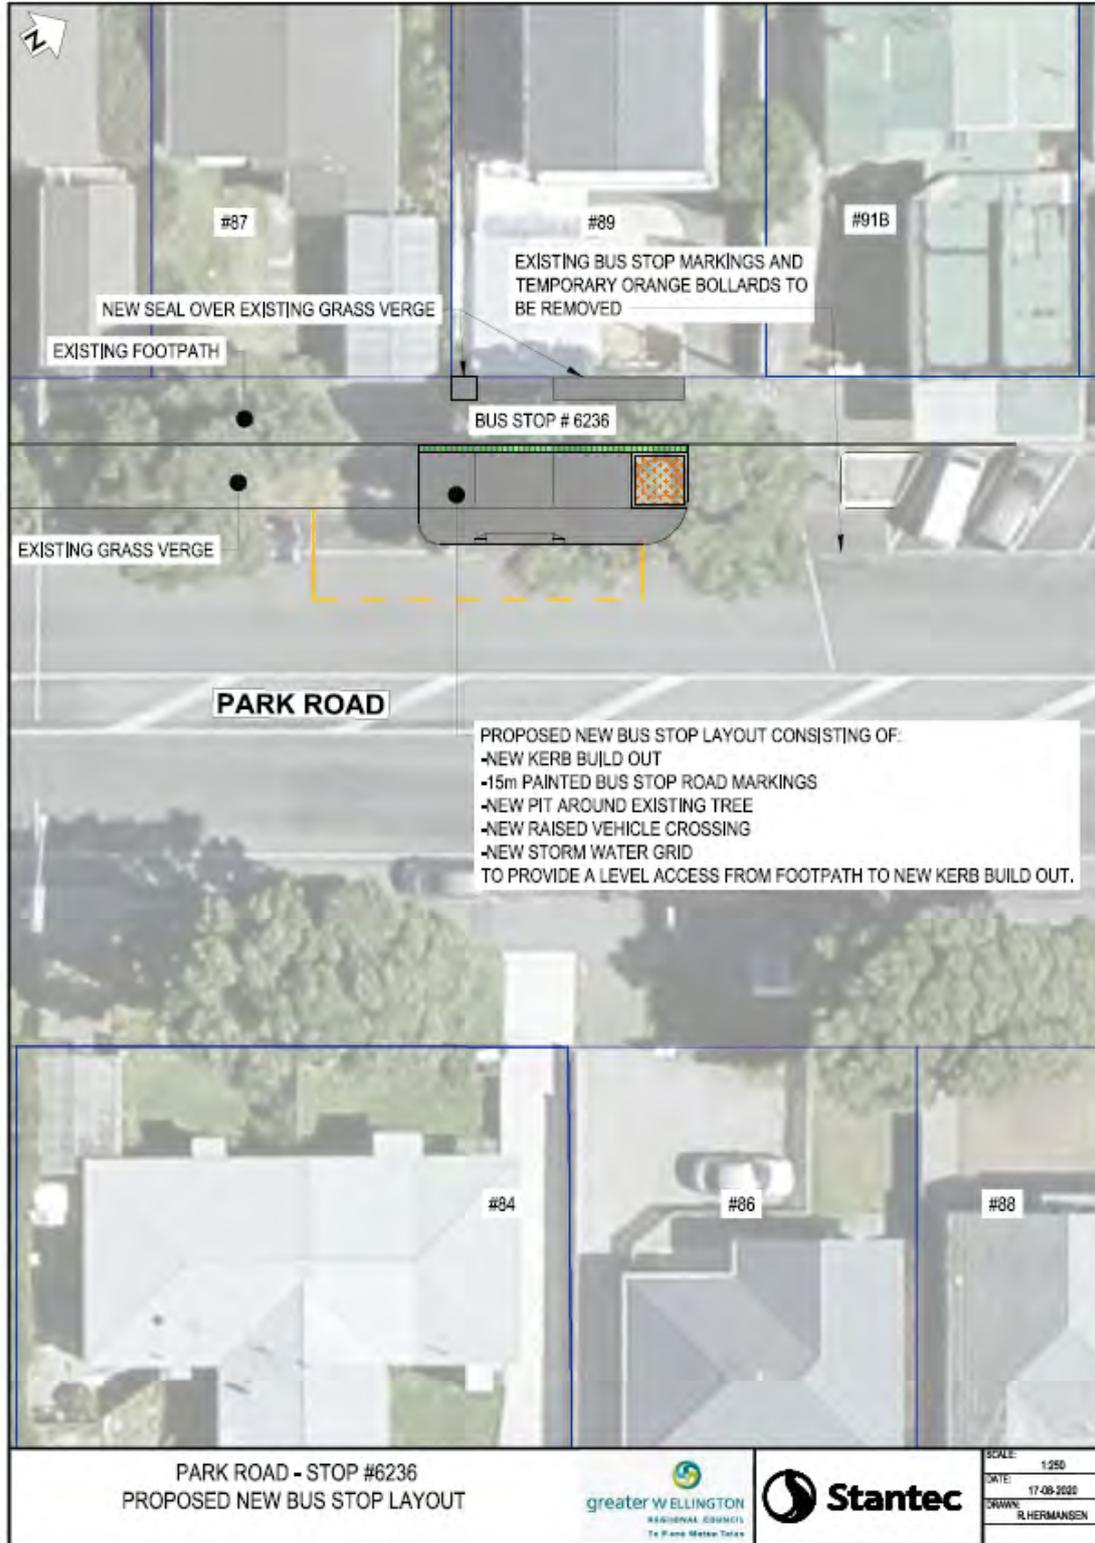 N
#87
#89
#91B
EXISTING BUS STOP MARKINGS AND
TEMPORARY ORANGE BOLLARDS TO
BE REMOVED
NEW SEAL OVER EXISTING GRASS VERGE
EXISTING FOOTPATH
BUS STOP # 6236
EXISTING GRASS VERGE
PARK ROAD
PROPOSED NEW BUS STOP LAYOUT CONSISTING OF:
-NEW KERB BUILD OUT
-15m PAINTED BUS STOP ROAD MARKINGS
-NEW PIT AROUND EXISTING TREE
-NEW RAISED VEHICLE CROSSING
-NEW STORM WATER GRID
TO PROVIDE A LEVEL ACCESS FROM FOOTPATH TO NEW KERB BUILD OUT.
#84
#86
#88
PARK ROAD - STOP #6236
PROPOSED NEW BUS STOP LAYOUT
greater WELLINGTON
REGIONAL COUNCIL
Te Pane Matua Taiao
Stantec
SCALE:
1:250
DATE:
17-08-2020
DRAWN:
R.HERMANSEN